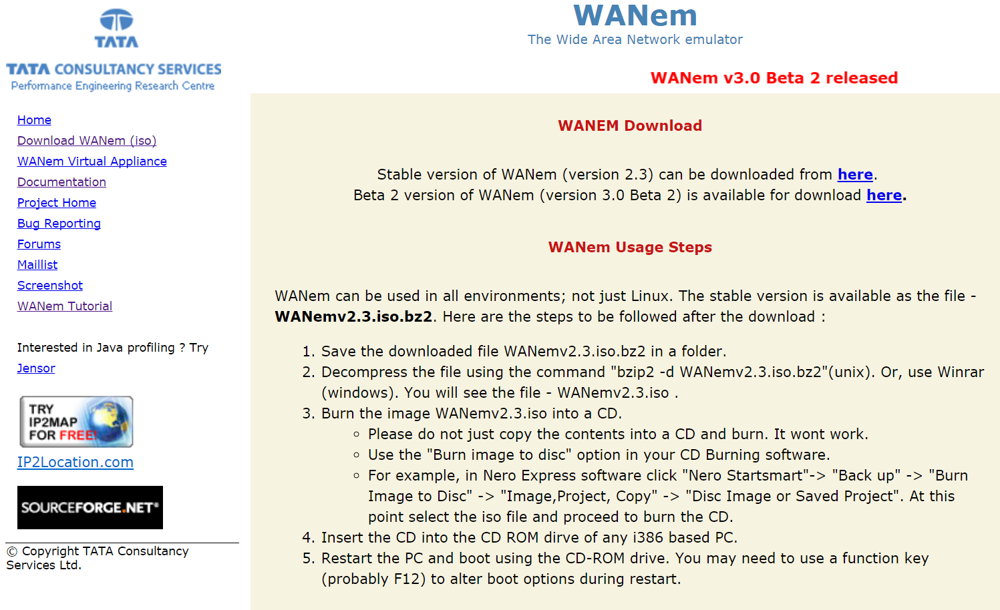 TATA
TATA CONSULTANCY SERVICES
Performance Engineering Research Centre
WANem
The Wide Area Network emulator
WANem v3.0 Beta 2 released
Home
Download WANem (iso)
WANem Virtual Appliance
Documentation
Project Home
Bug Reporting
Forums
Maillist
Screenshot
WANem Tutorial
Interested in Java profiling ? Try
Jensor
TRY
IP2MAP
FOR FREE!
IP2Location.com
SOURCEFORGE.NET®
© Copyright TATA Consultancy
Services Ltd.
WANEM Download
Stable version of WANem (version 2.3) can be downloaded from here.
Beta 2 version of WANem (version 3.0 Beta 2) is available for download here.
WANem Usage Steps
WANem can be used in all environments; not just Linux. The stable version is available as the file -
WANemv2.3.iso.bz2. Here are the steps to be followed after the download :
1. Save the downloaded file WANemv2.3.iso.bz2 in a folder.
2. Decompress the file using the command "bzip2 -d WANemv2.3.iso.bz2"(unix). Or, use Winrar
(windows). You will see the file - WANemv2.3.iso .
3. Burn the image WANemv2.3.iso into a CD.
◦ Please do not just copy the contents into a CD and burn. It wont work.
◦ Use the "Burn image to disc" option in your CD Burning software.
◦ For example, in Nero Express software click "Nero Startsmart"-> "Back up" -> "Burn
Image to Disc" -> "Image,Project, Copy" -> "Disc Image or Saved Project". At this
point select the iso file and proceed to burn the CD.
4. Insert the CD into the CD ROM dirve of any i386 based PC.
5. Restart the PC and boot using the CD-ROM drive. You may need to use a function key
(probably F12) to alter boot options during restart.